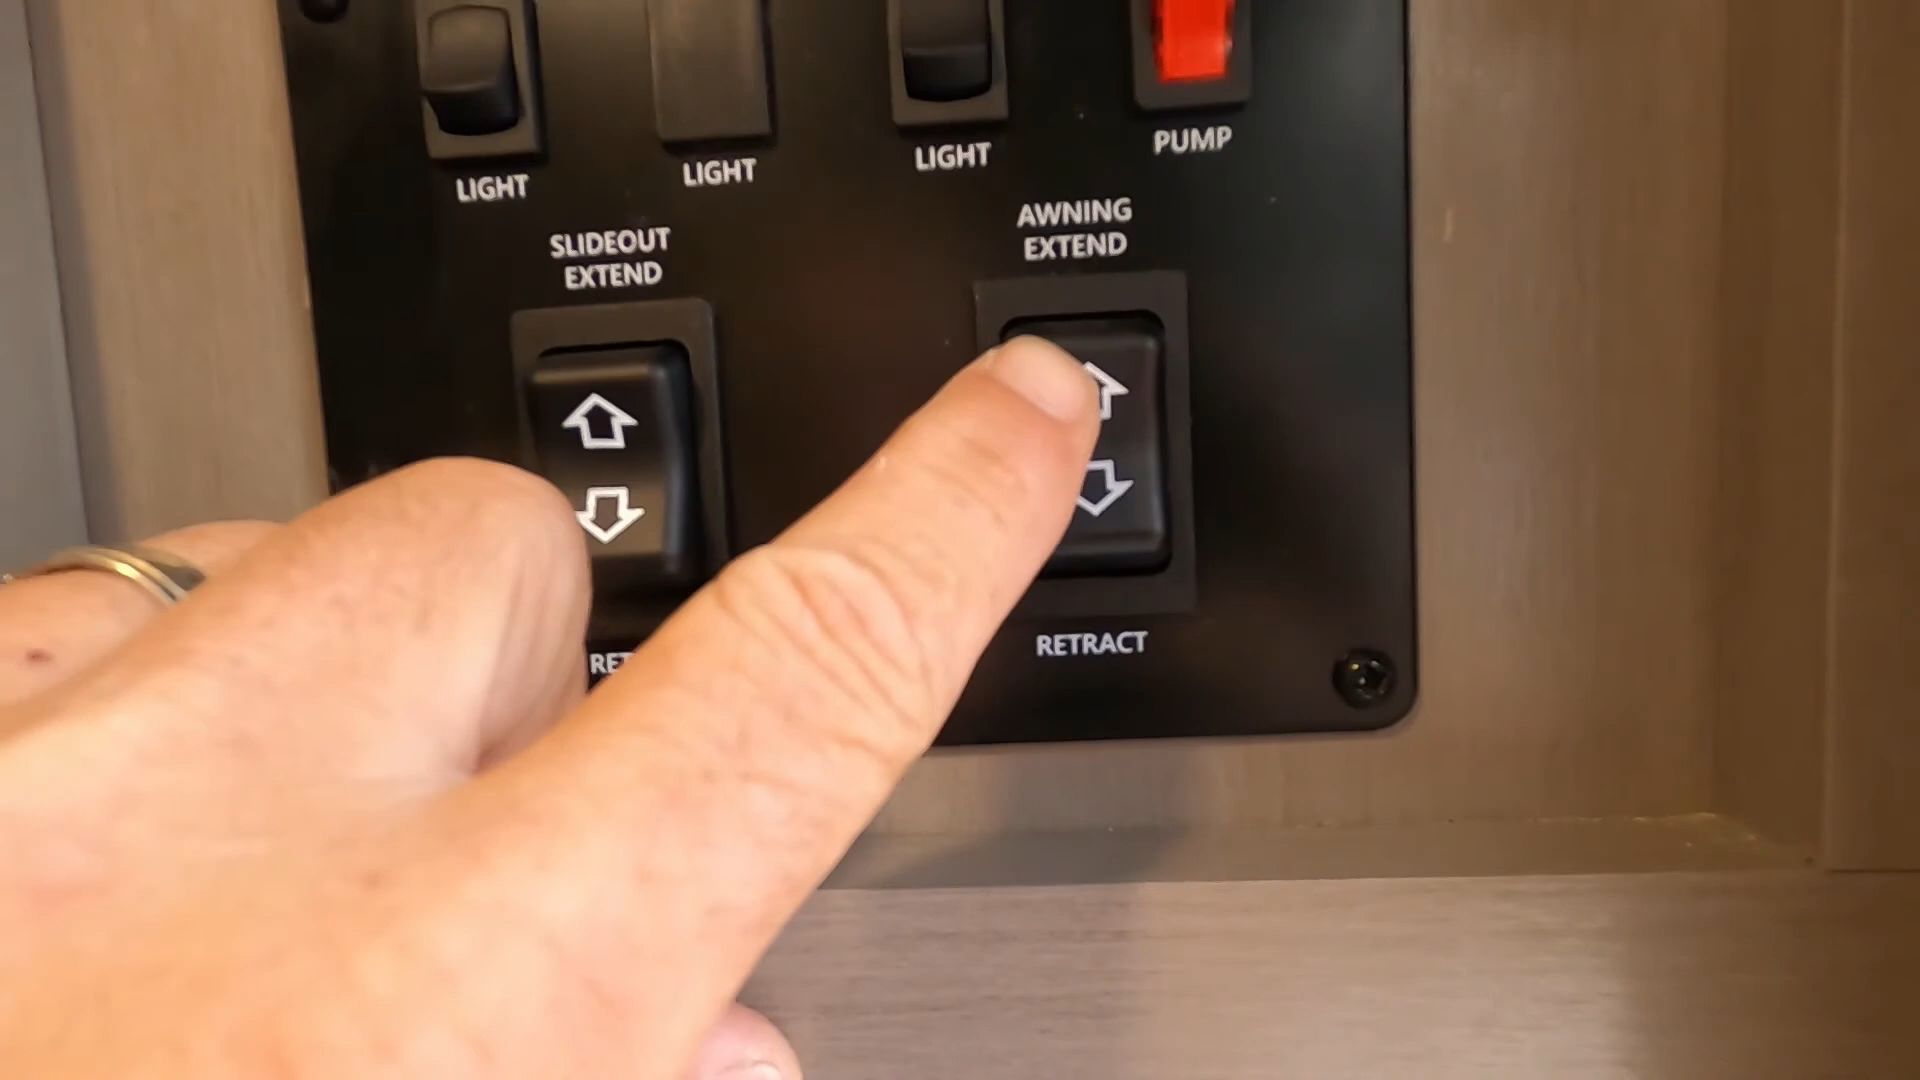 LIGHT
LIGHT
LIGHT
PUMP
SLIDEOUT
EXTEND
AWNING
EXTEND
RETRACT